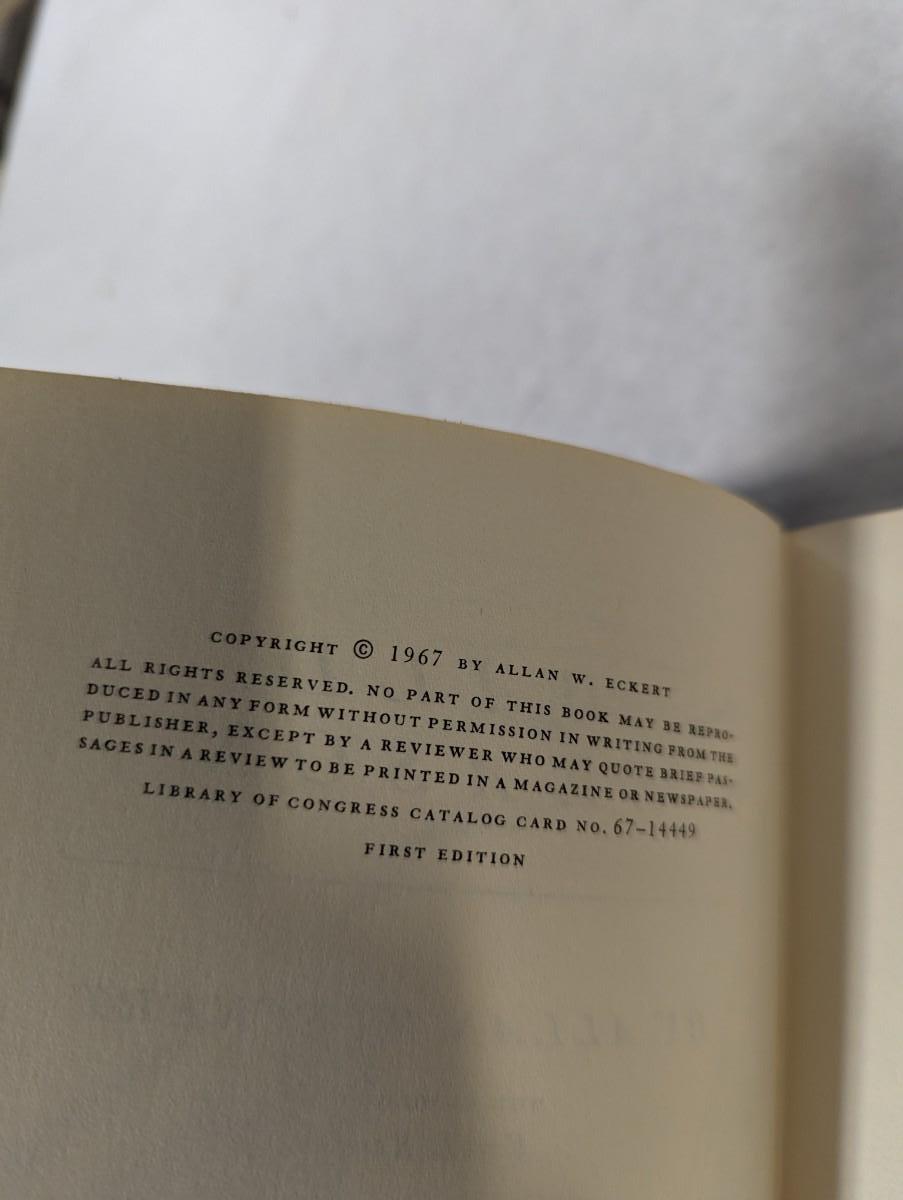 COPYRIGHT © 1967 BY ALLAN W. ECKERT
ALL RIGHTS RESERVED. NO PART OF THIS BOOK MAY BE REPRO-
DUCED IN ANY FORM WITHOUT PERMISSION IN WRITING FROM THE
PUBLISHER, EXCEPT BY A REVIEWER WHO MAY QUOTE BRIEF PAS-
SAGES IN A REVIEW TO BE PRINTED IN A MAGAZINE OR NEWSPAPER.
LIBRARY OF CONGRESS CATALOG CARD NO. 67-14449
FIRST EDITION